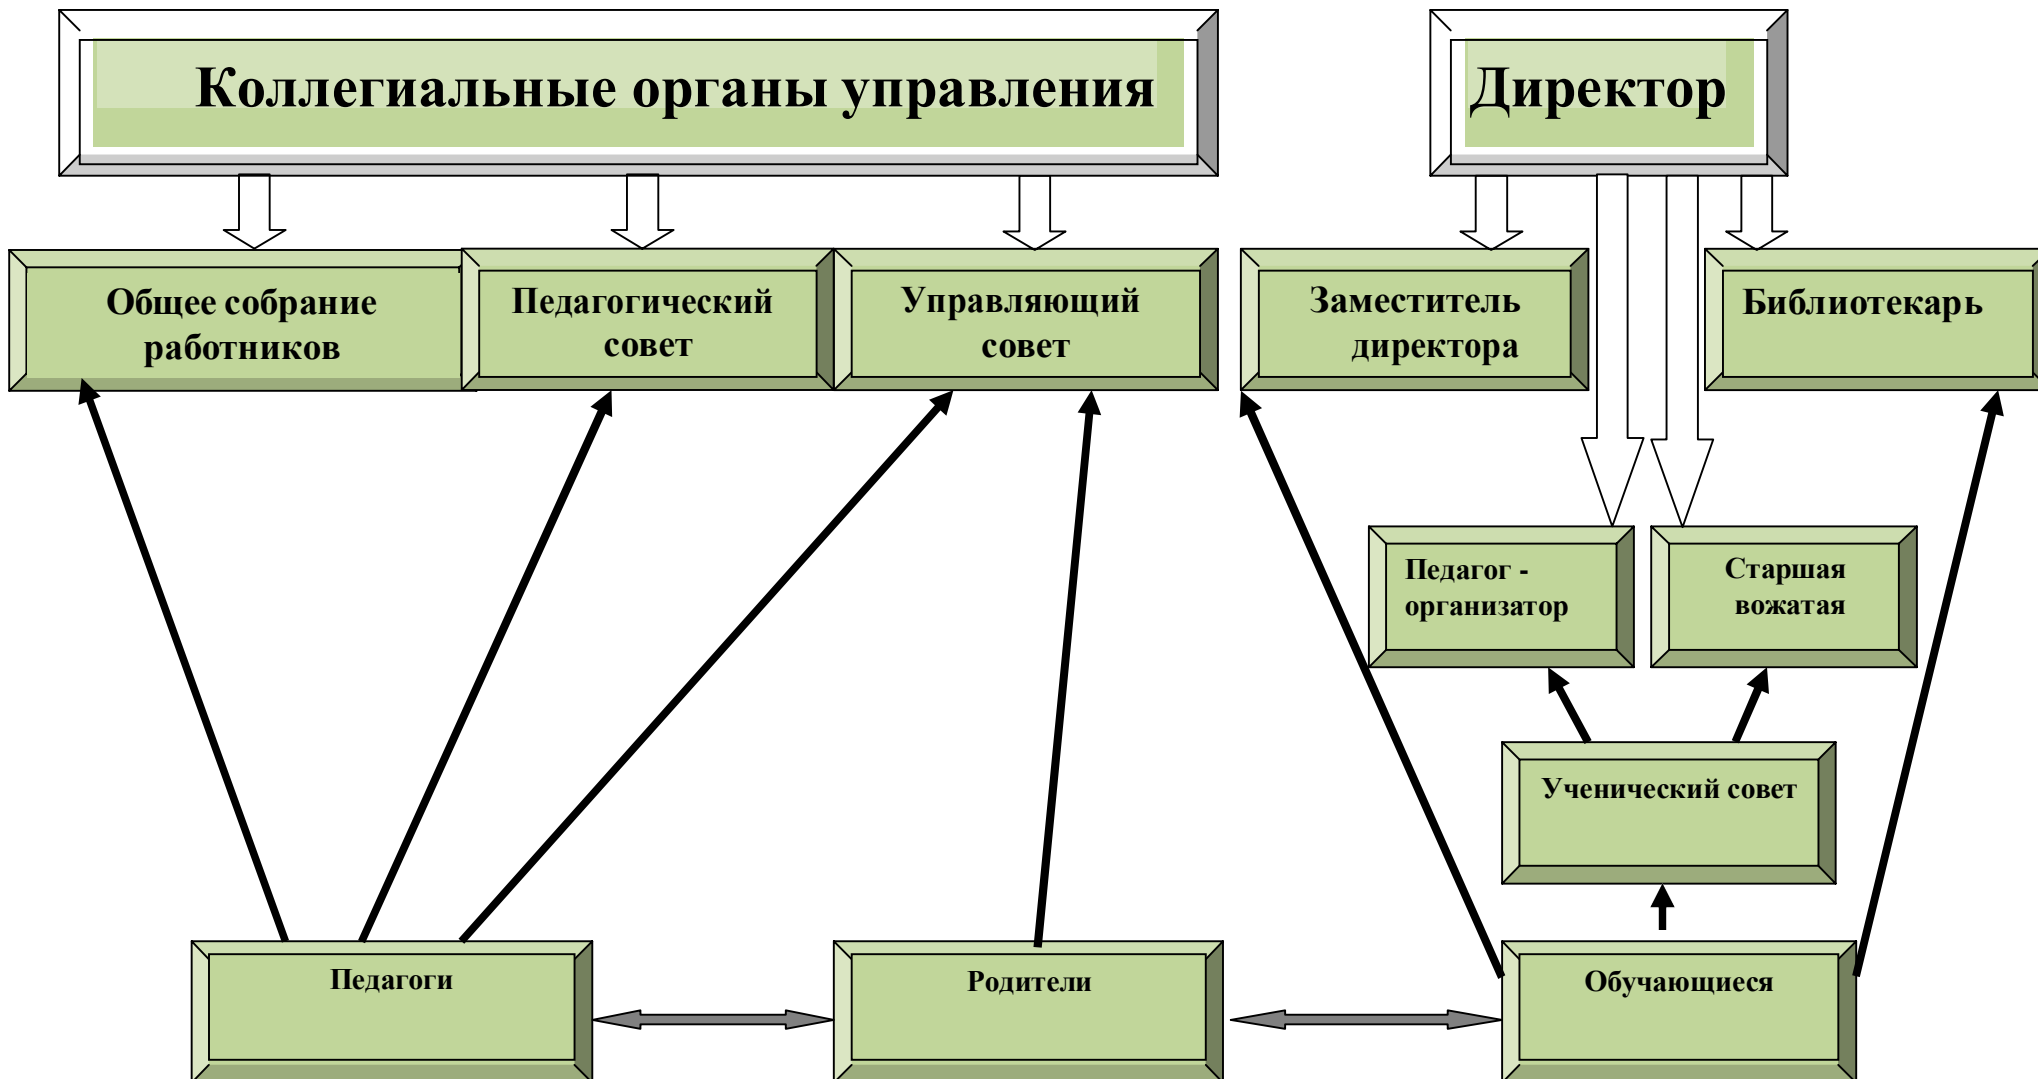 Коллегиальные органы управления
Директор
Общее собрание
работников
Педагогический
совет
Управляющий
совет
Заместитель
директора
Библиотекарь
Педагог -
организатор
Старшая
вожатая
Ученический совет
Педагоги
Родители
Обучающиеся